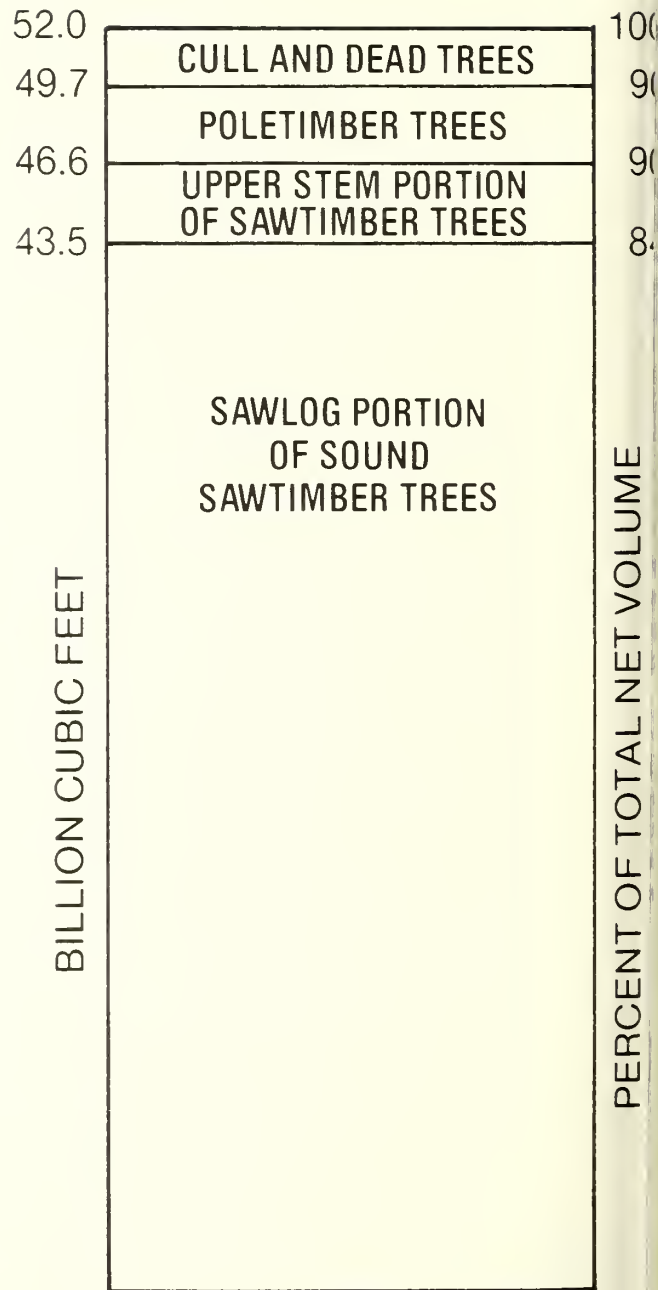 52.0
CULL AND DEAD TREES
49.7
POLETIMBER TREES
46.6
UPPER STEM PORTION
OF SAWTIMBER TREES
43.5
SAWLOG PORTION
OF SOUND
SAWTIMBER TREES
BILLION CUBIC FEET
PERCENT OF TOTAL NET VOLUME